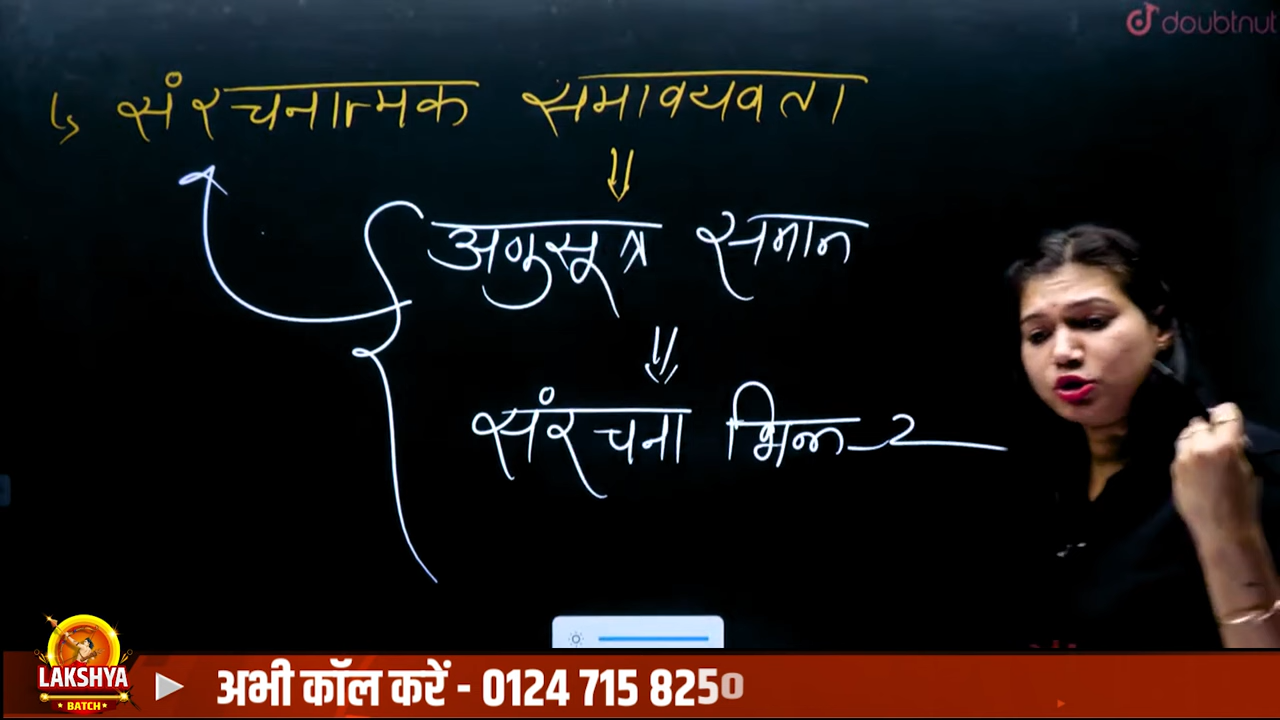 doubtnut
↳ संरचनात्मक समावयवता
⇓
अणुसूत्र समान
⇓
संरचना भिन्न-2
LAKSHYA
BATCH
अभी कॉल करें - 0124 715 8250